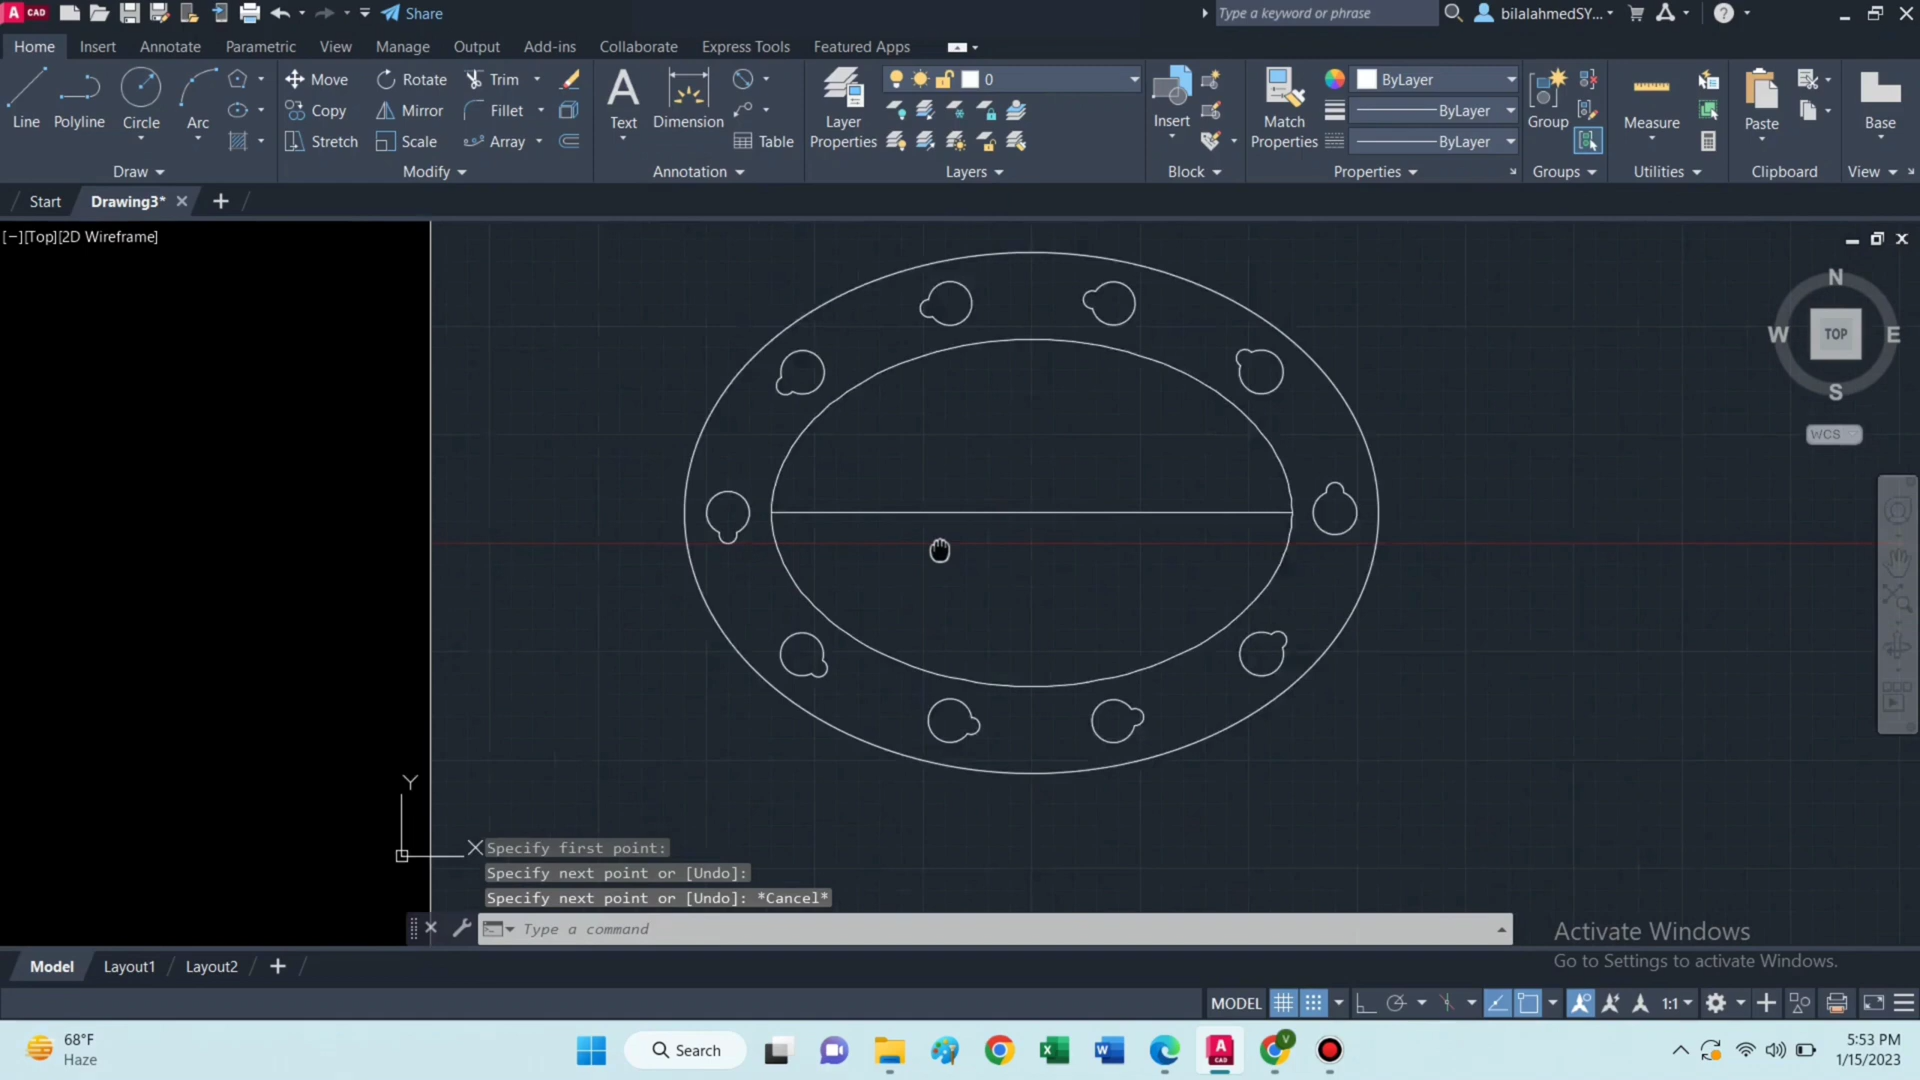 A CAD
Share
Type a keyword or phrase
bilalahmedSY...
Home Insert Annotate Parametric View Manage Output Add-ins Collaborate Express Tools Featured Apps
Line Polyline Circle Arc
Move Rotate Trim
Copy Mirror Fillet
Stretch Scale Array
Text Dimension
Table
Layer Properties
0
Insert
Match Properties
ByLayer
ByLayer
ByLayer
Group
Measure
Paste
Base
Draw Modify Annotation Layers Block Properties Groups Utilities Clipboard View
Start Drawing3*
[−][Top][2D Wireframe]
N
W TOP E
S
WCS
Y
X
Specify first point:
Specify next point or [Undo]:
Specify next point or [Undo]: *Cancel*
Type a command
Activate Windows
Go to Settings to activate Windows.
Model Layout1 Layout2
MODEL 1:1
68°F
Haze
Search
5:53 PM
1/15/2023